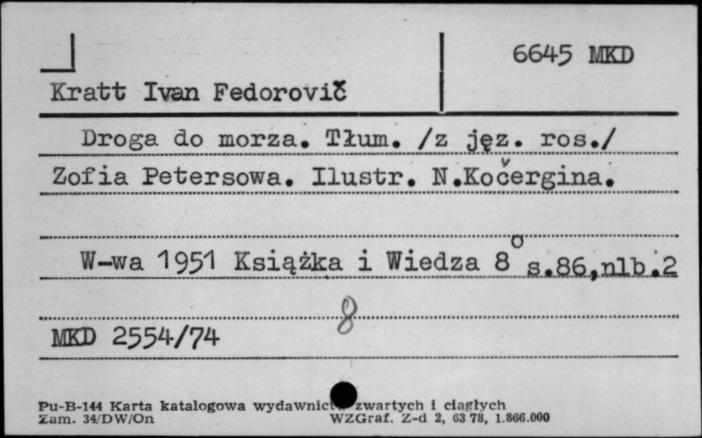 6645 MKD
Kratt Ivan Fedorovič
Droga do morza. Tłum. /z jęz. ros./
Zofia Petersowa. Ilustr. N.Kočergina.
W-wa 1951 Książka i Wiedza 8° s.86,nlb.2
8
MKD 2554/74
Pu-B-144 Karta katalogowa zwartych i ciągłych
Zam. 34/DW/On WZGraf. Z-d 2, 63 78, 1.866.000